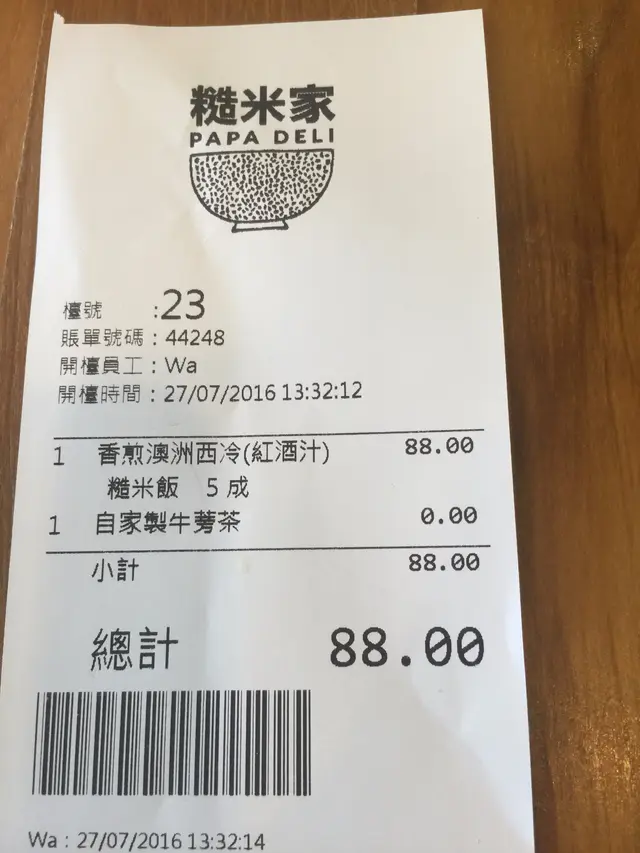 糙米家
PAPA DELI
檯號 :23
賬單號碼：44248
開檯員工：Wa
開檯時間：27/07/2016 13:32:12
1 香煎澳洲西冷(紅酒汁) 88.00
糙米飯 5 成
1 自家製牛蒡茶 0.00
小計 88.00
總計 88.00
Wa：27/07/2016 13:32:14